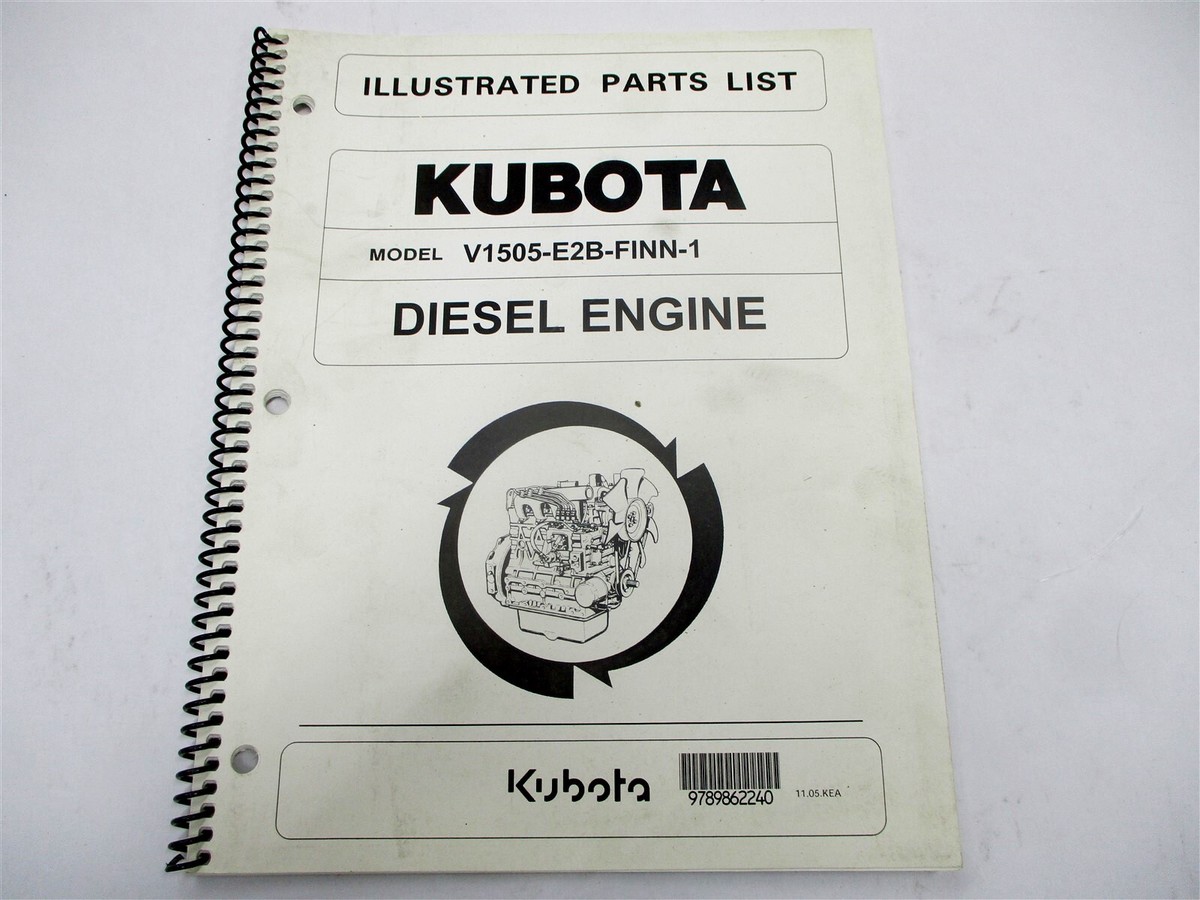 ILLUSTRATED PARTS LIST
KUBOTA
MODEL V1505-E2B-FINN-1
DIESEL ENGINE
Kubota
9789862240
11.05.KEA